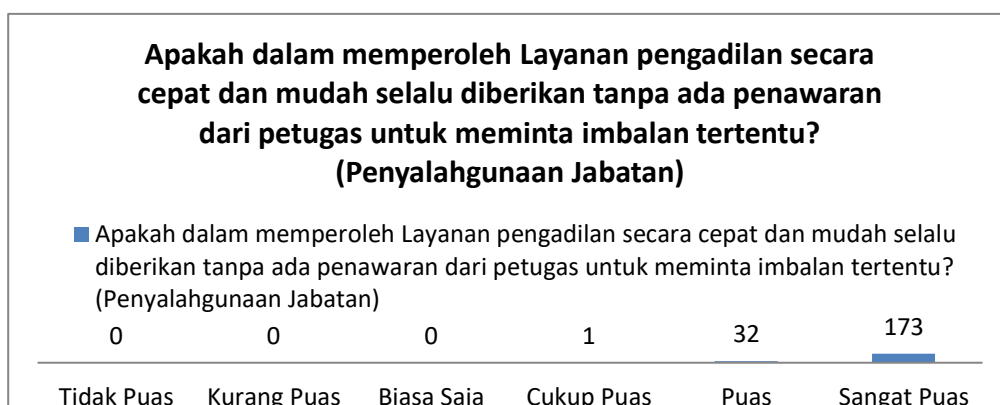 Apakah dalam memperoleh Layanan pengadilan secara
cepat dan mudah selalu diberikan tanpa ada penawaran
dari petugas untuk meminta imbalan tertentu?
(Penyalahgunaan Jabatan)
Apakah dalam memperoleh Layanan pengadilan secara cepat dan mudah selalu
diberikan tanpa ada penawaran dari petugas untuk meminta imbalan tertentu?
(Penyalahgunaan Jabatan)
0 0 0 1 32 173
Tidak Puas Kurang Puas Biasa Saja Cukup Puas Puas Sangat Puas